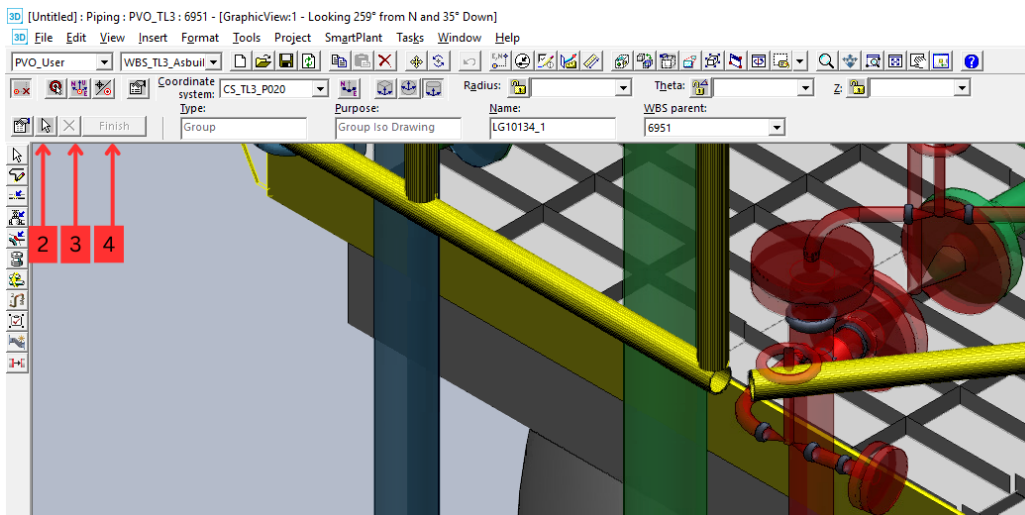 3D [Untitled] : Piping : PVO_TL3 : 6951 - [GraphicView:1 - Looking 259° from N and 35° Down]
3D File Edit View Insert Format Tools Project SmartPlant Tasks Window Help
PVO_User WBS_TL3_Asbuil
Coordinate system: CS_TL3_P020 Radius: Theta: Z:
Type: Purpose: Name: WBS parent:
Finish Group Group Iso Drawing LG10134_1 6951
2 3 4